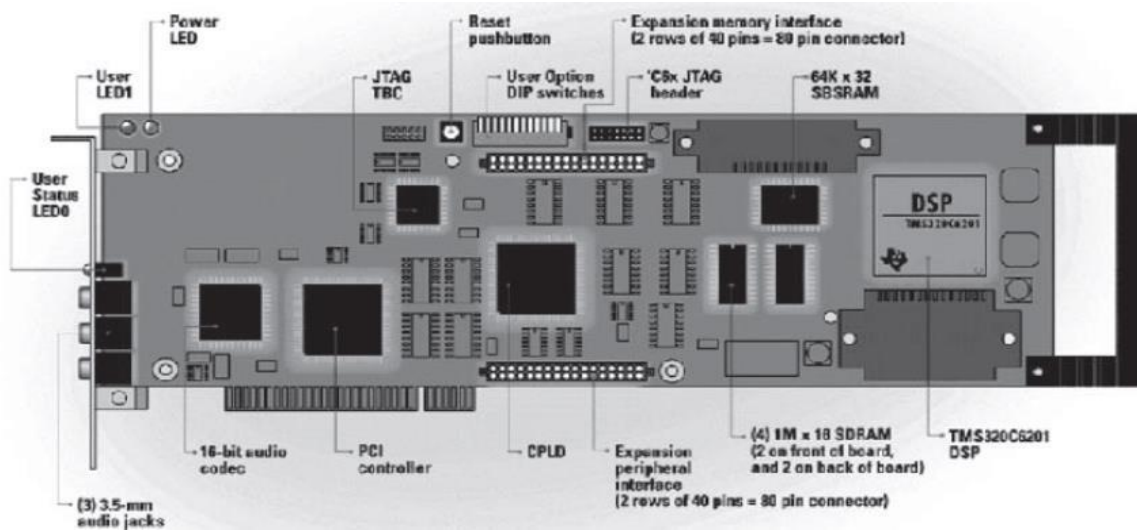 Power
LED
Reset
pushbutton
Expansion memory interface
(2 rows of 40 pins = 80 pin connector)
User
LED1
JTAG
TBC
User Option
DIP switches
'C6x JTAG
header
64K x 32
SBSRAM
User
Status
LED0
DSP
TMS320C6201
16-bit audio
codec
PCI
controller
CPLD
Expansion
peripheral
interface
(2 rows of 40 pins = 80 pin connector)
(4) 1M x 16 SDRAM
(2 on front of board,
and 2 on back of board)
TMS320C6201
DSP
(3) 3.5-mm
audio jacks